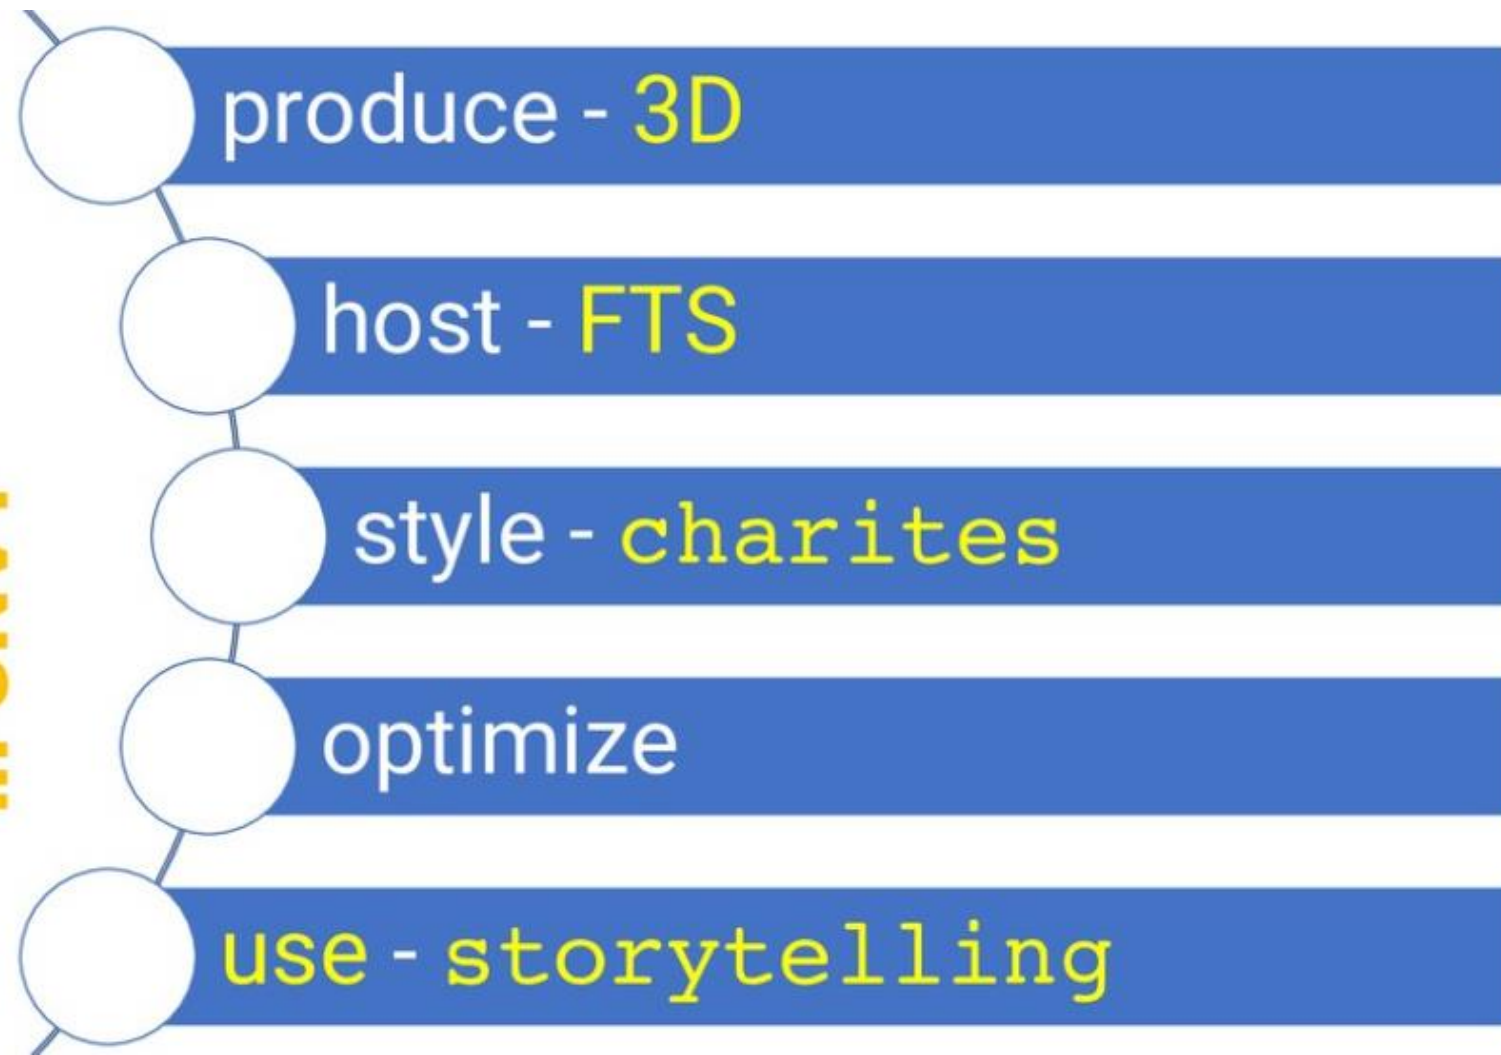 produce - 3D
host - FTS
style - charites
optimize
use - storytelling